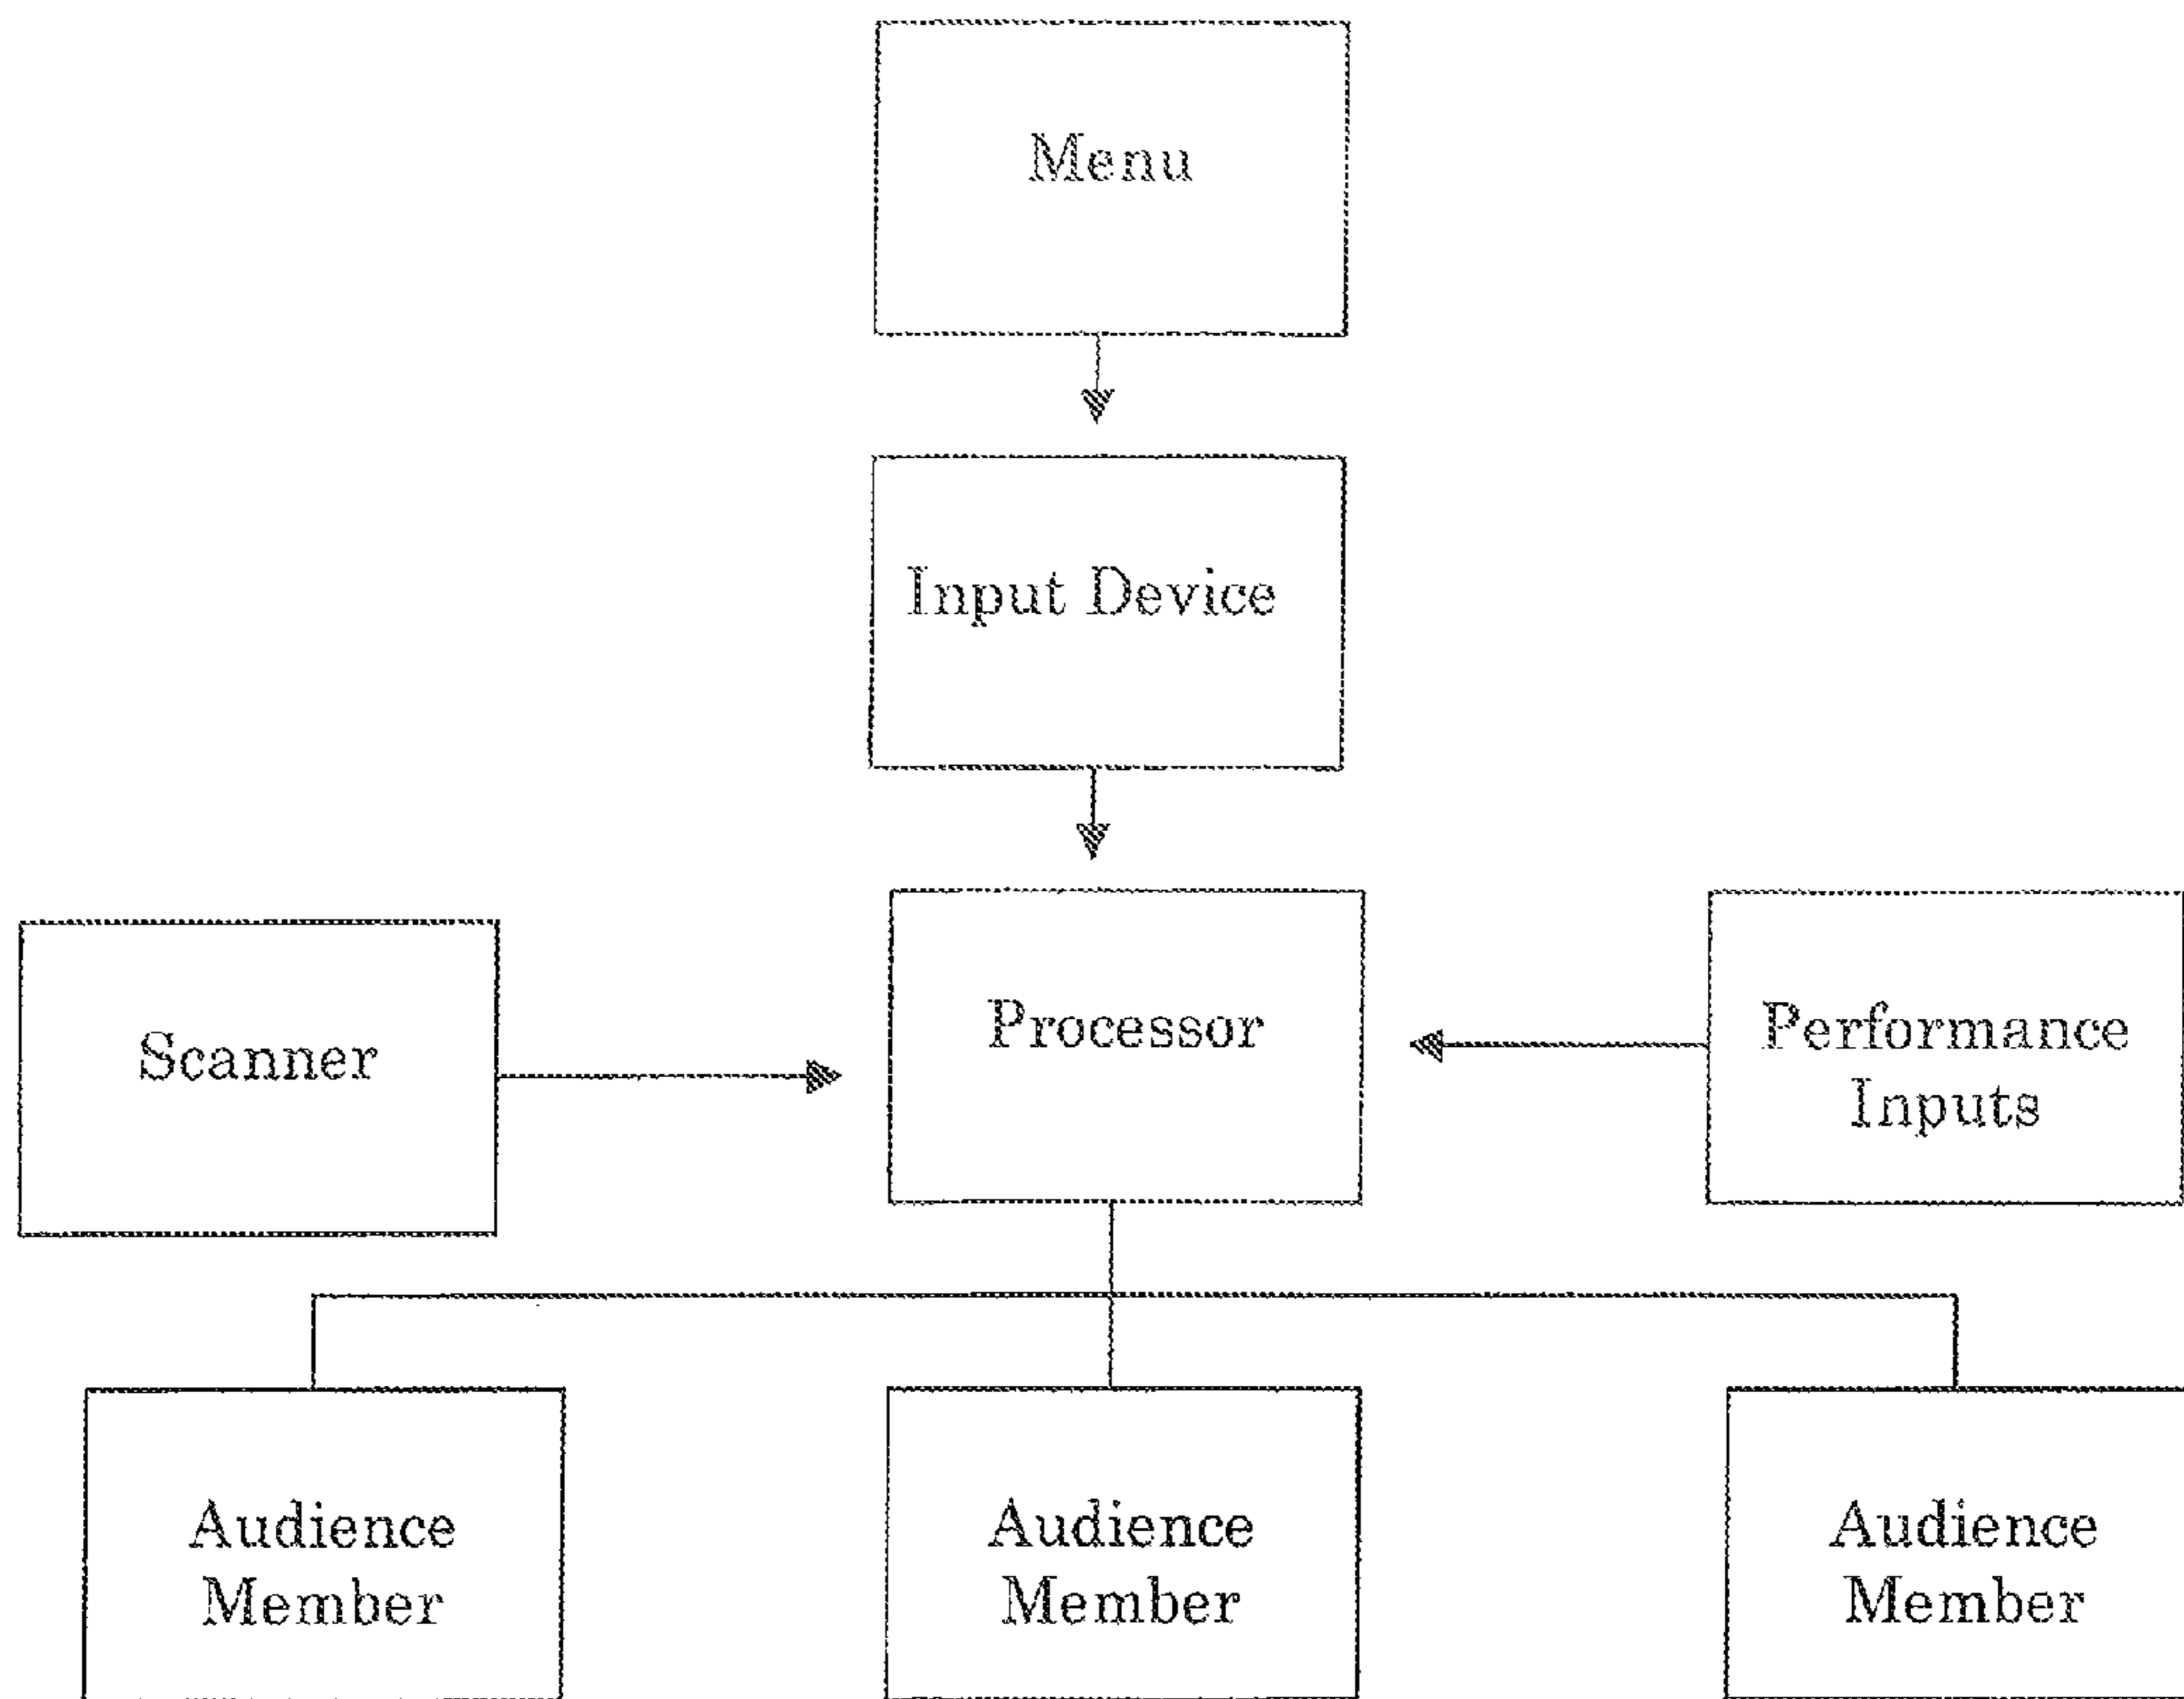 Menu
Input Device
Processor
Scanner
Performance
Inputs
Audience
Member
Audience
Member
Audience
Member